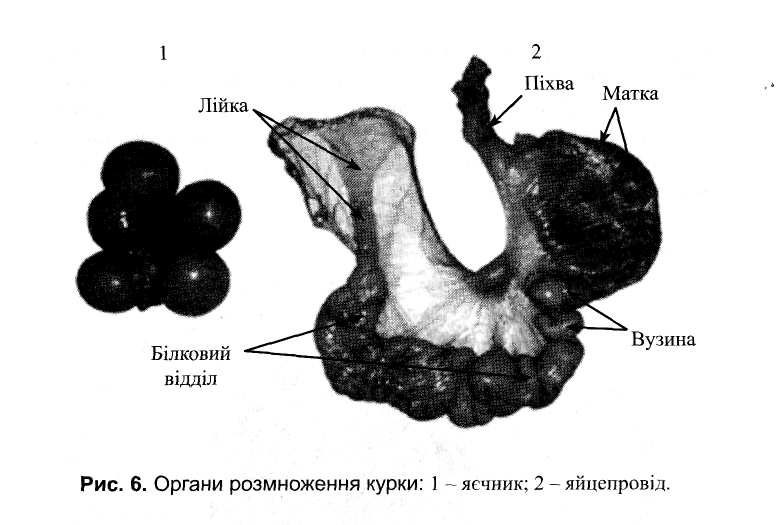 1
2
Піхва
Матка
Лійка
Вузина
Білковий
відділ
Рис. 6. Органи розмноження курки: 1 – яєчник; 2 – яйцепровід.